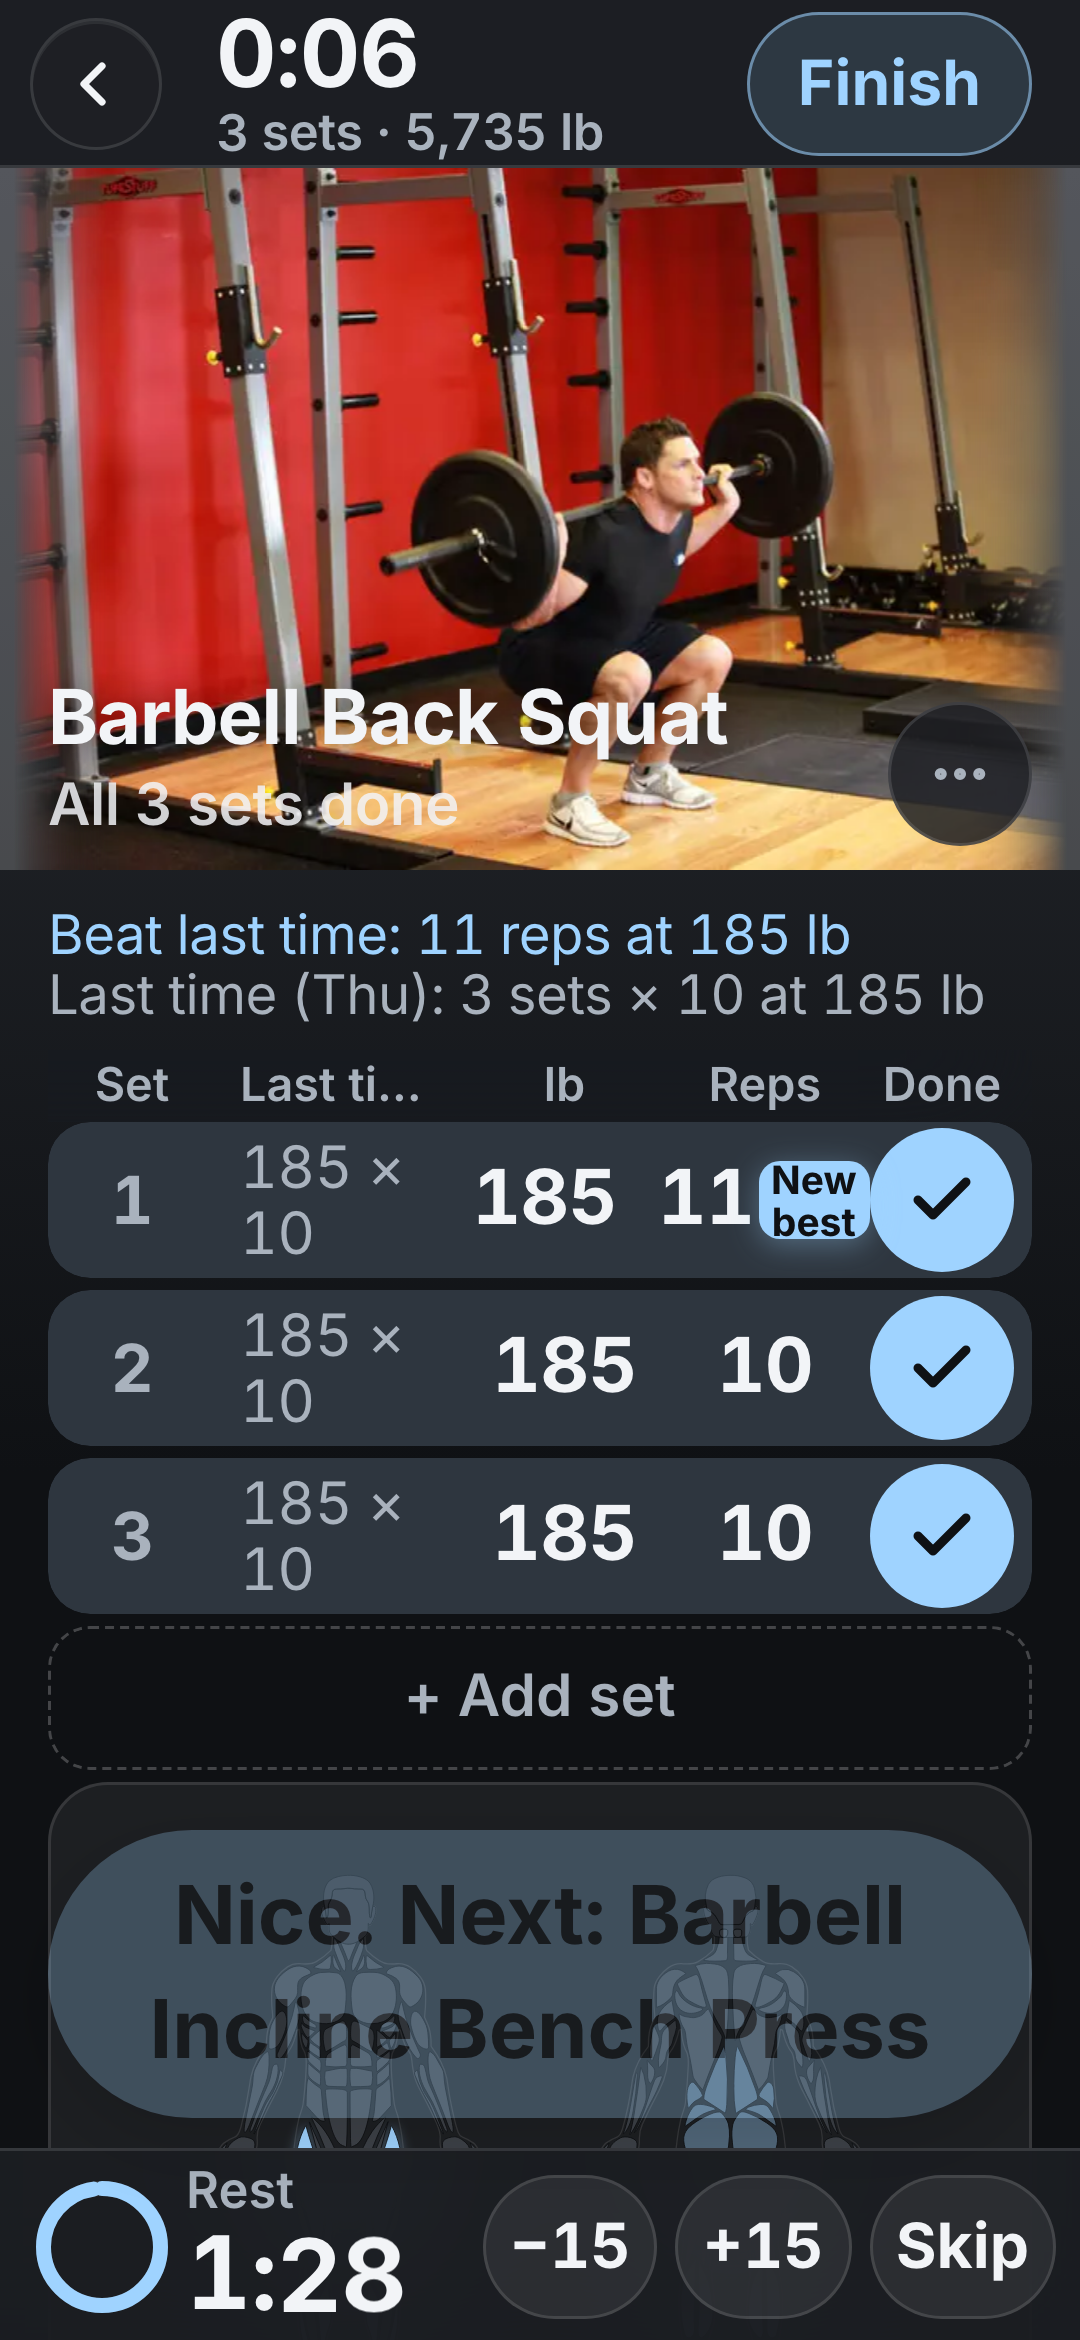 0:06
3 sets · 5,735 lb
Finish
Barbell Back Squat
All 3 sets done
Beat last time: 11 reps at 185 lb
Last time (Thu): 3 sets × 10 at 185 lb
Set Last ti... lb Reps Done
1 185 × 10 185 11 New best
2 185 × 10 185 10
3 185 × 10 185 10
+ Add set
Nice. Next: Barbell
Incline Bench Press
Rest
1:28
−15 +15 Skip